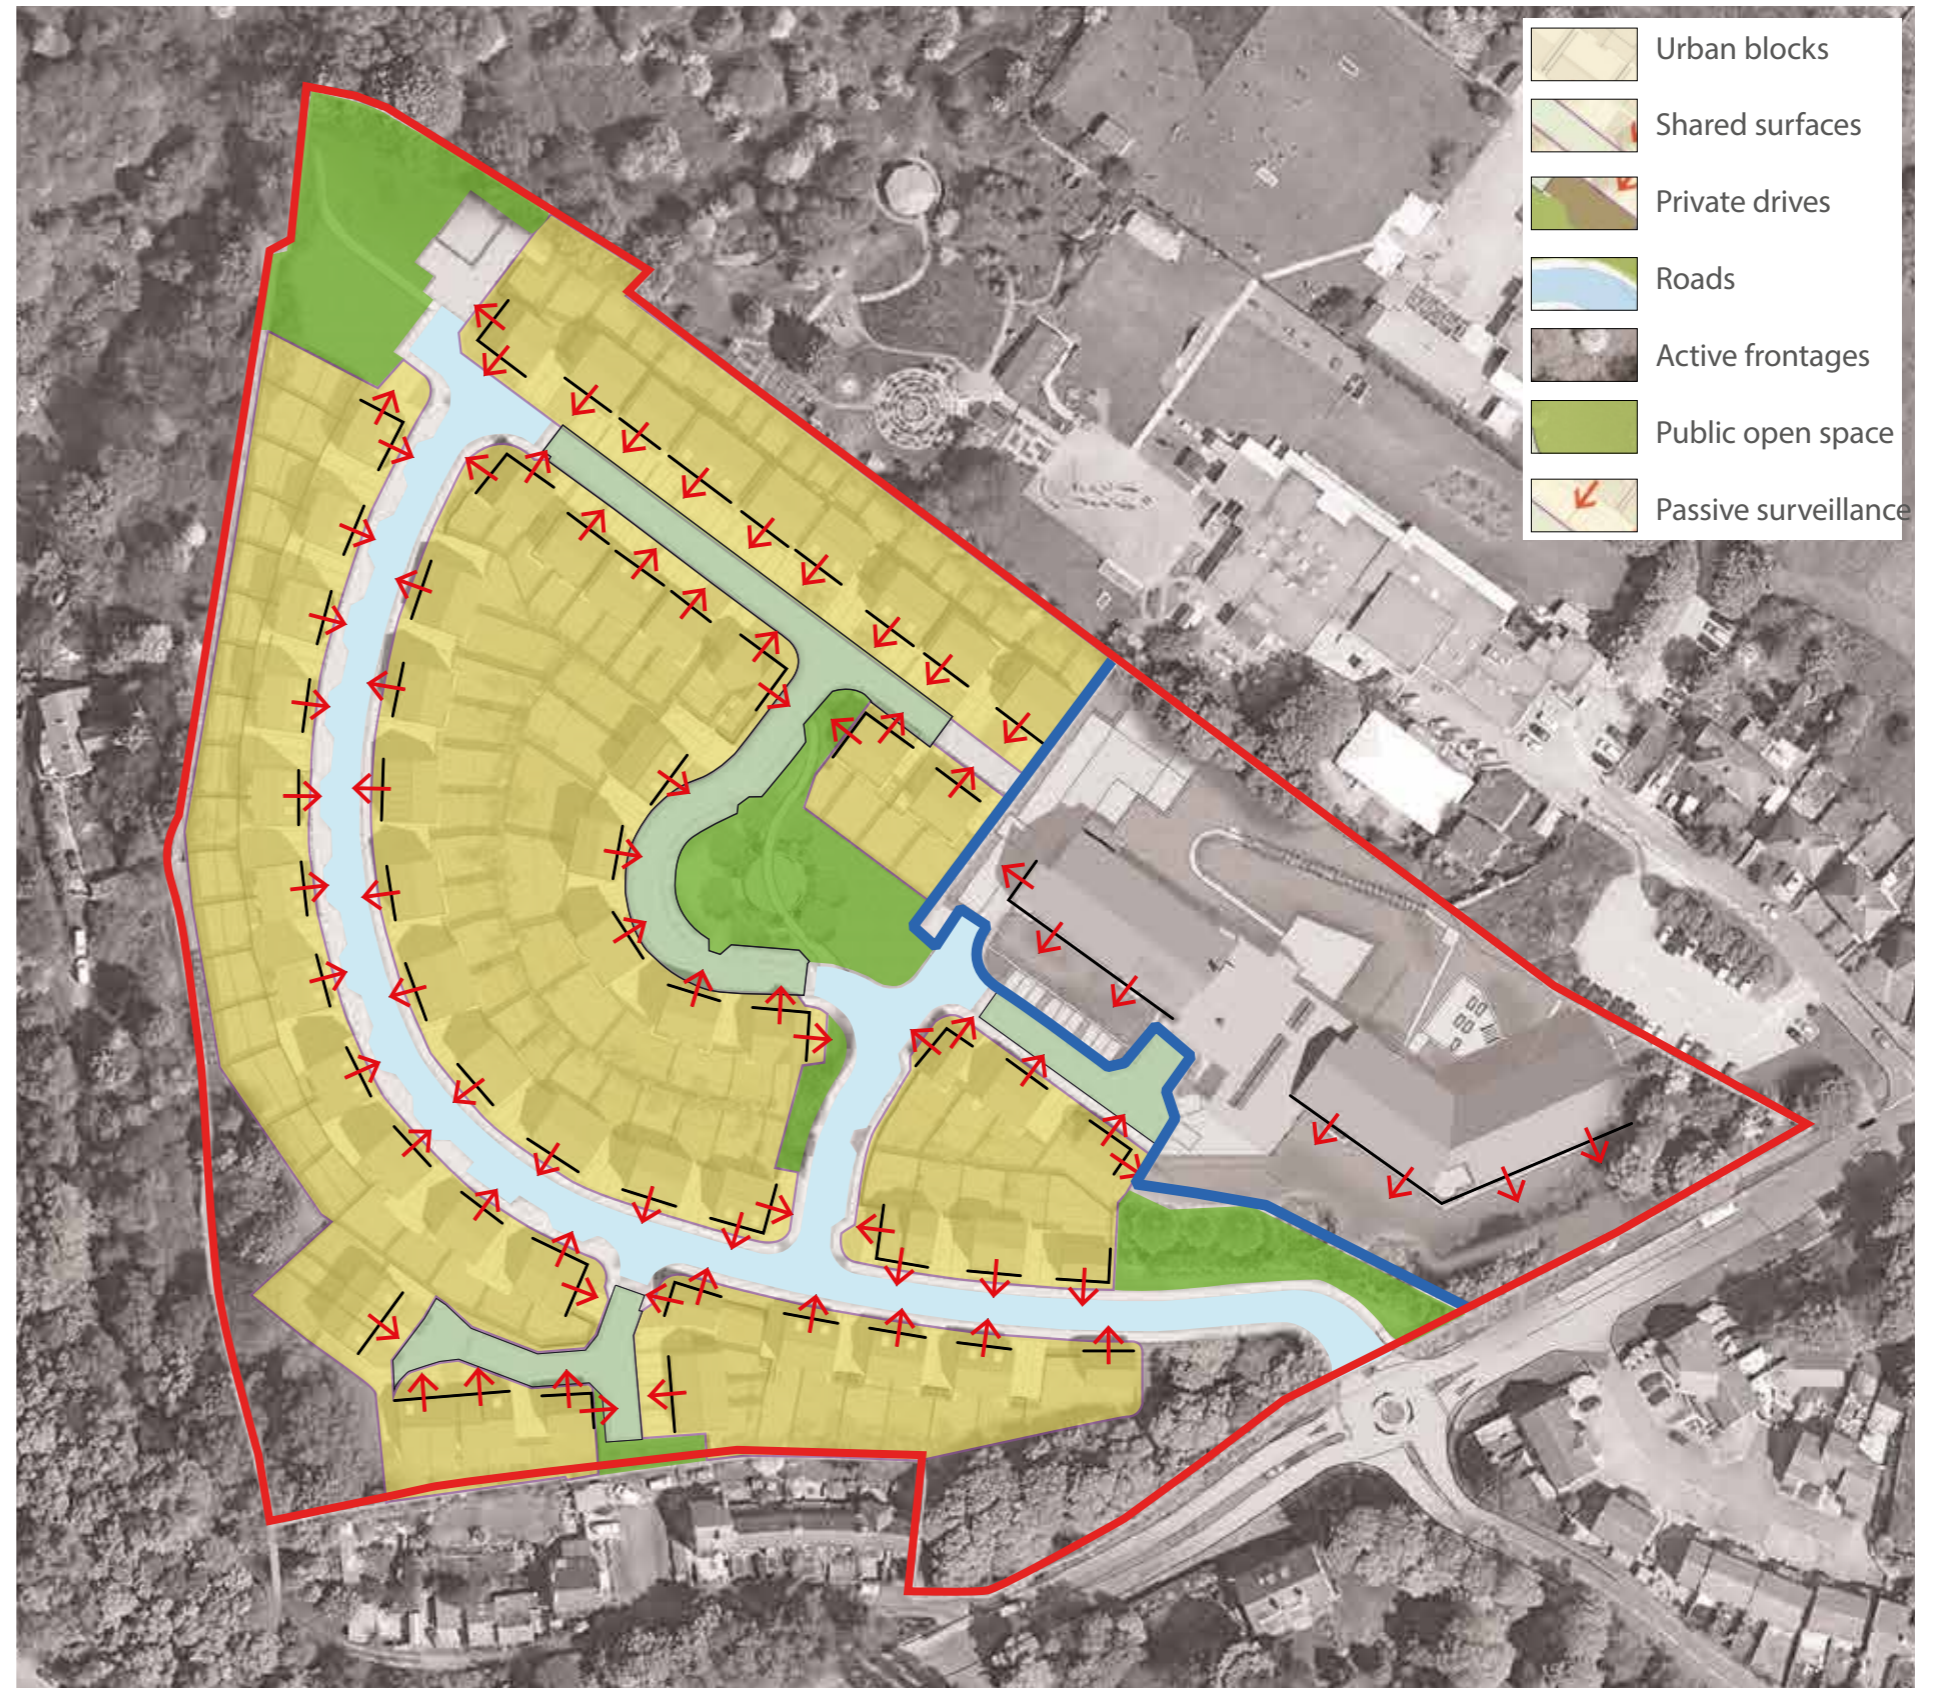 Urban blocks
Shared surfaces
Private drives
Roads
Active frontages
Public open space
Passive surveillance